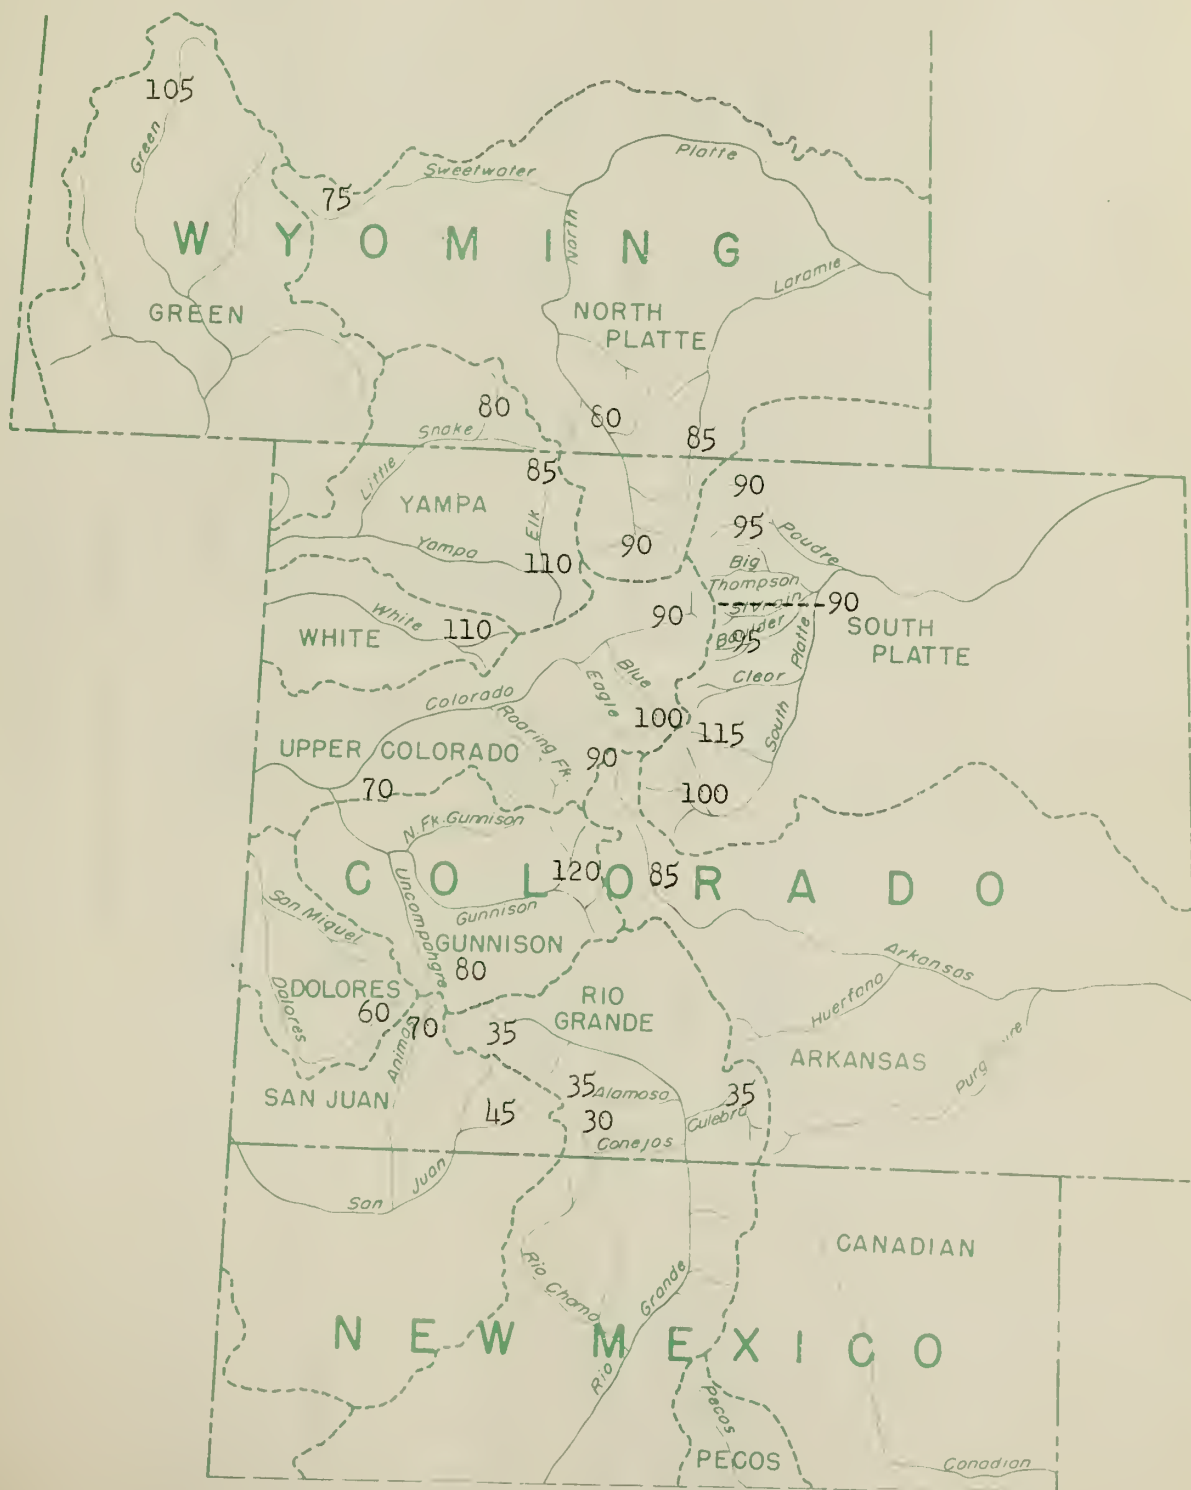 105
Green
Platte
Sweetwater
75
North
WYOMING
Laramie
GREEN
NORTH
PLATTE
80
Snake
85
85
Little
90
YAMPA
95
Elk
Poudre
Yampa
90
110
Big
Thompson
St Vrain
90
90
White
110
WHITE
Boulder
95
SOUTH
PLATTE
Platte
Blue
Clear
Eagle
Colorado
Roaring Fk.
100
115
South
UPPER COLORADO
90
70
100
N. Fk. Gunnison
120
85
COLORADO
Uncompahgre
San Miquel
Gunnison
GUNNISON
Arkansas
80
DOLORES
Dolores
60
70
RIO
GRANDE
35
Huerfano
Animas
ARKANSAS
35
Alamosa
35
SAN JUAN
45
30
Culebra
Conejos
Juan
San
CANADIAN
Rio Chama
Grande
Rio
NEW MEXICO
Pecos
PECOS
Canadian